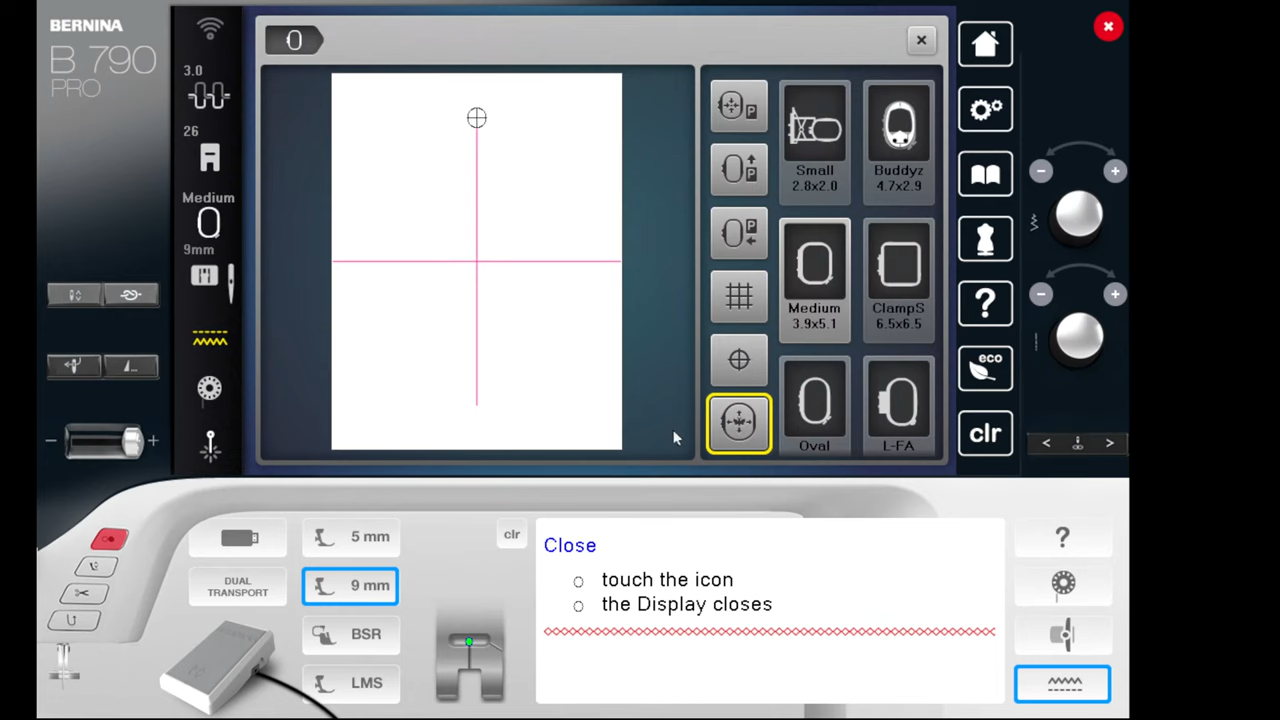 BERNINA
B 790
PRO
3.0
26
Medium
9mm
P
P
P
Small
2.8x2.0
Buddyz
4.7x2.9
Medium
3.9x5.1
ClampS
6.5x6.5
Oval
L-FA
?
eco
clr
5 mm
DUAL
TRANSPORT
9 mm
BSR
LMS
clr
Close
o touch the icon
o the Display closes
?